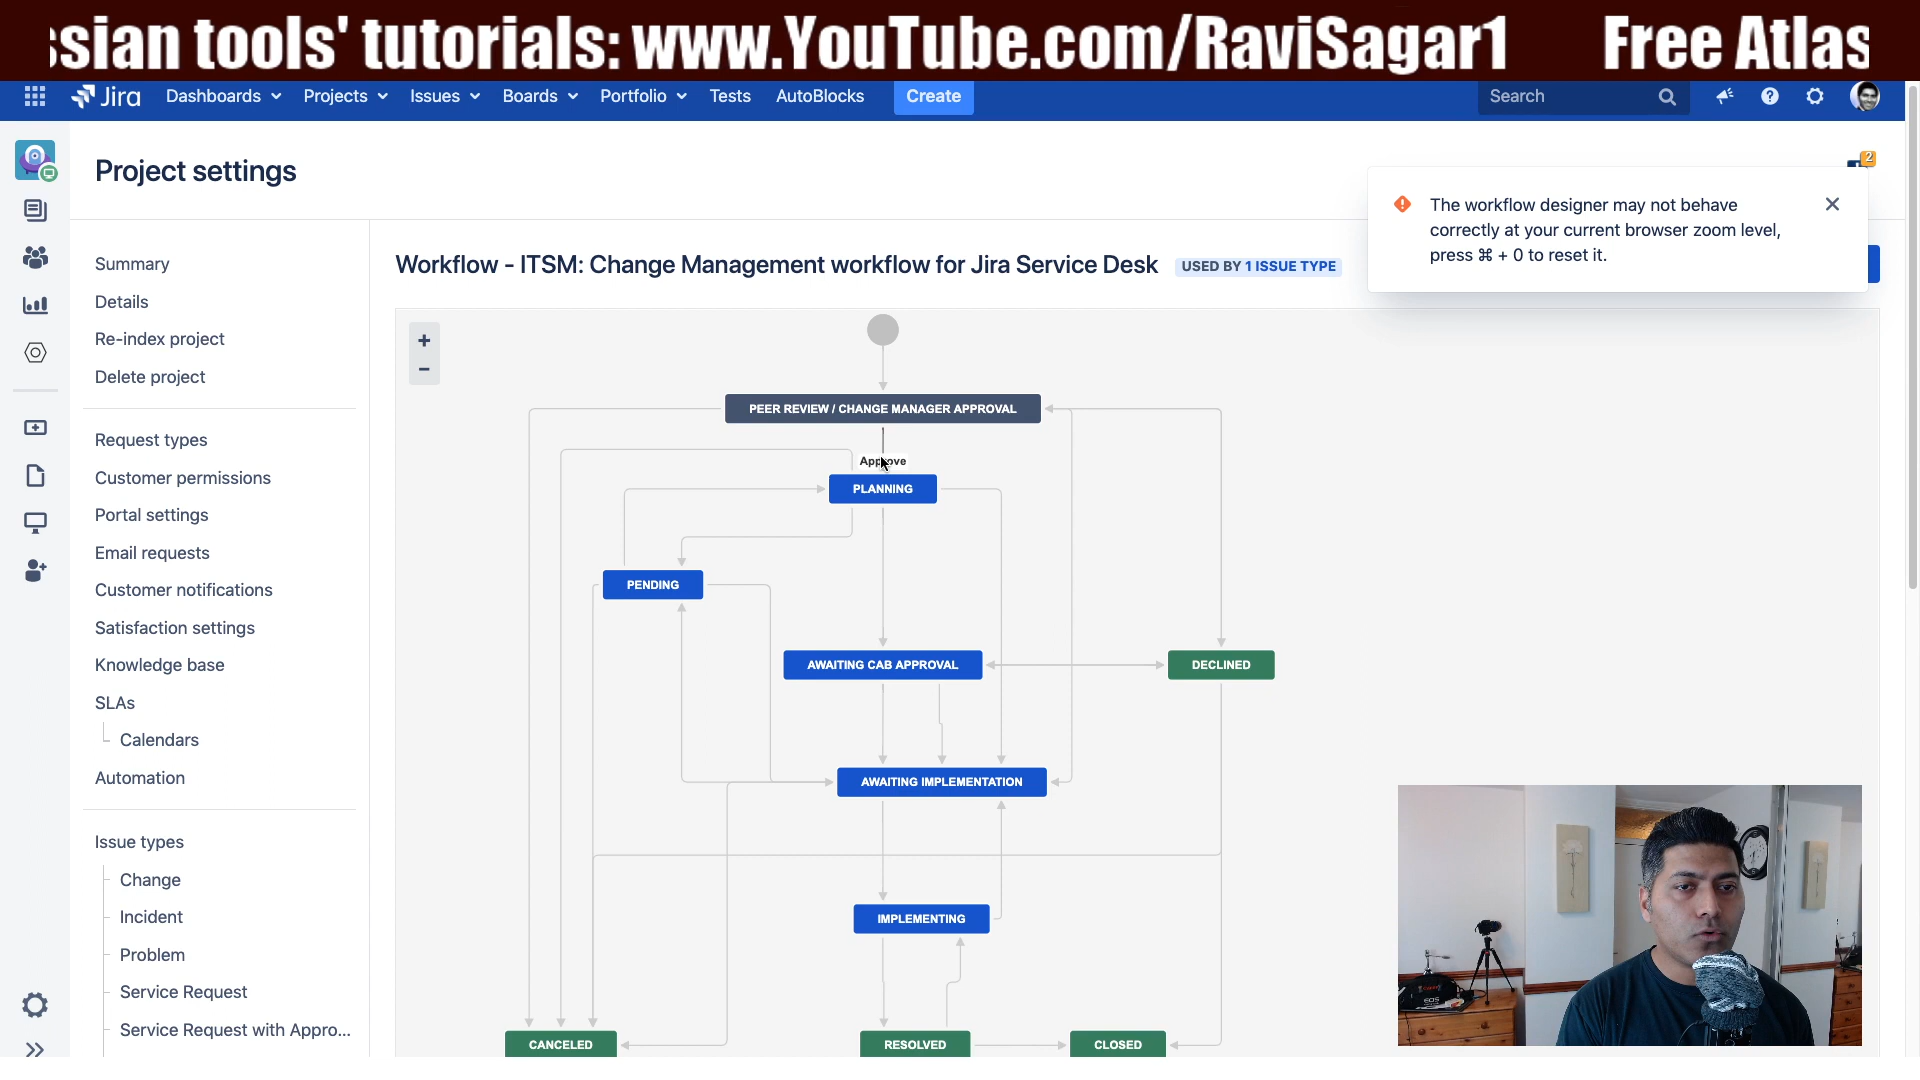 ssian tools' tutorials: www.YouTube.com/RaviSagar1 Free Atlas
Jira Dashboards Projects Issues Boards Portfolio Tests AutoBlocks Create Search
Project settings
2
The workflow designer may not behave
correctly at your current browser zoom level,
press ⌘ + 0 to reset it.
Workflow - ITSM: Change Management workflow for Jira Service Desk USED BY 1 ISSUE TYPE
Summary
Details
Re-index project
Delete project
Request types
Customer permissions
Portal settings
Email requests
Customer notifications
Satisfaction settings
Knowledge base
SLAs
Calendars
Automation
Issue types
Change
Incident
Problem
Service Request
Service Request with Appro...
+
−
PEER REVIEW / CHANGE MANAGER APPROVAL
Approve
PLANNING
PENDING
AWAITING CAB APPROVAL
DECLINED
AWAITING IMPLEMENTATION
IMPLEMENTING
CANCELED
RESOLVED
CLOSED
EOS